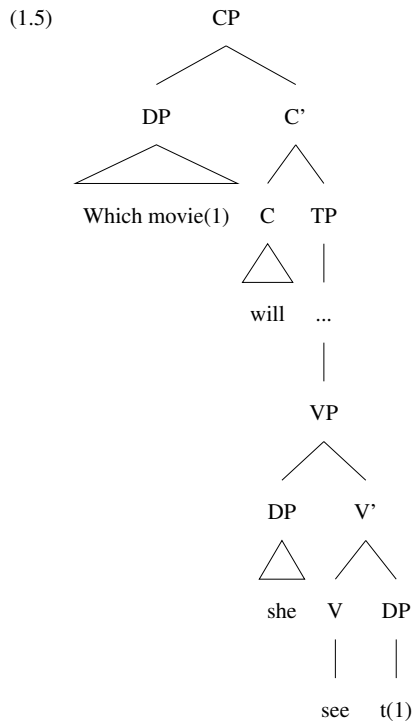 (1.5) CP
DP C’
Which movie(1) C TP
will ...
VP
DP V’
she V DP
see t(1)